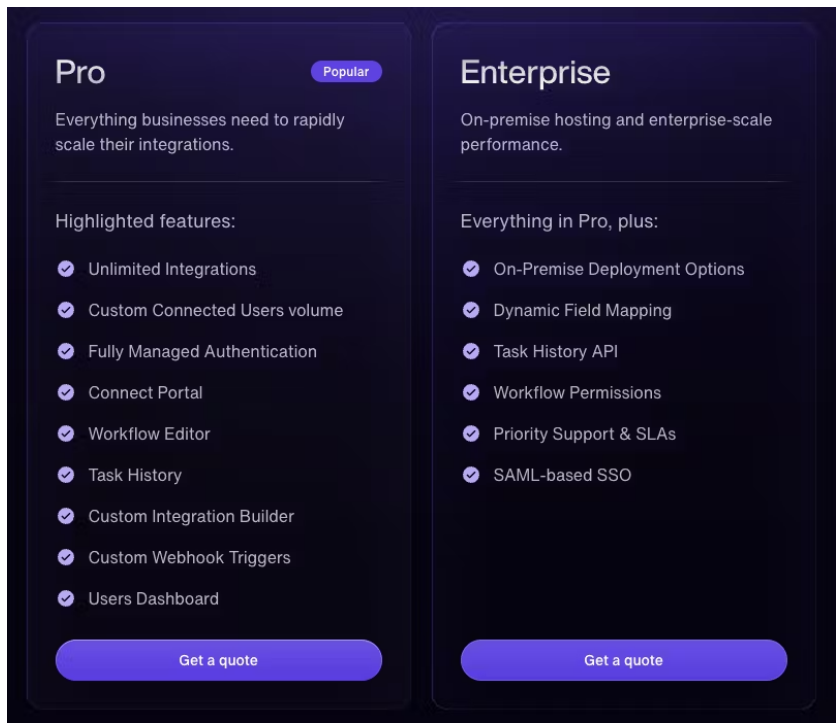 Pro
Popular
Everything businesses need to rapidly
scale their integrations.
Highlighted features:
Unlimited Integrations
Custom Connected Users volume
Fully Managed Authentication
Connect Portal
Workflow Editor
Task History
Custom Integration Builder
Custom Webhook Triggers
Users Dashboard
Get a quote
Enterprise
On-premise hosting and enterprise-scale
performance.
Everything in Pro, plus:
On-Premise Deployment Options
Dynamic Field Mapping
Task History API
Workflow Permissions
Priority Support & SLAs
SAML-based SSO
Get a quote